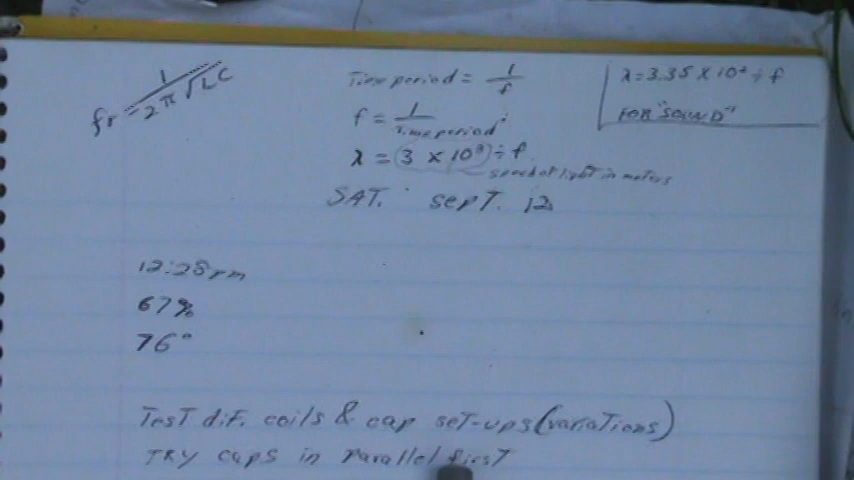 fr = 1 / 2π√LC
Time period = 1/f
f = 1/Time period
λ = 3 × 10⁸ ÷ f
speed of light in meters
λ = 3.35 × 10² ÷ f
FOR "SOUND"
SAT. SEPT. 12
12:28 pm
67%
76°
TEST dif. coils & cap set-ups (variations)
TRY caps in parallel first